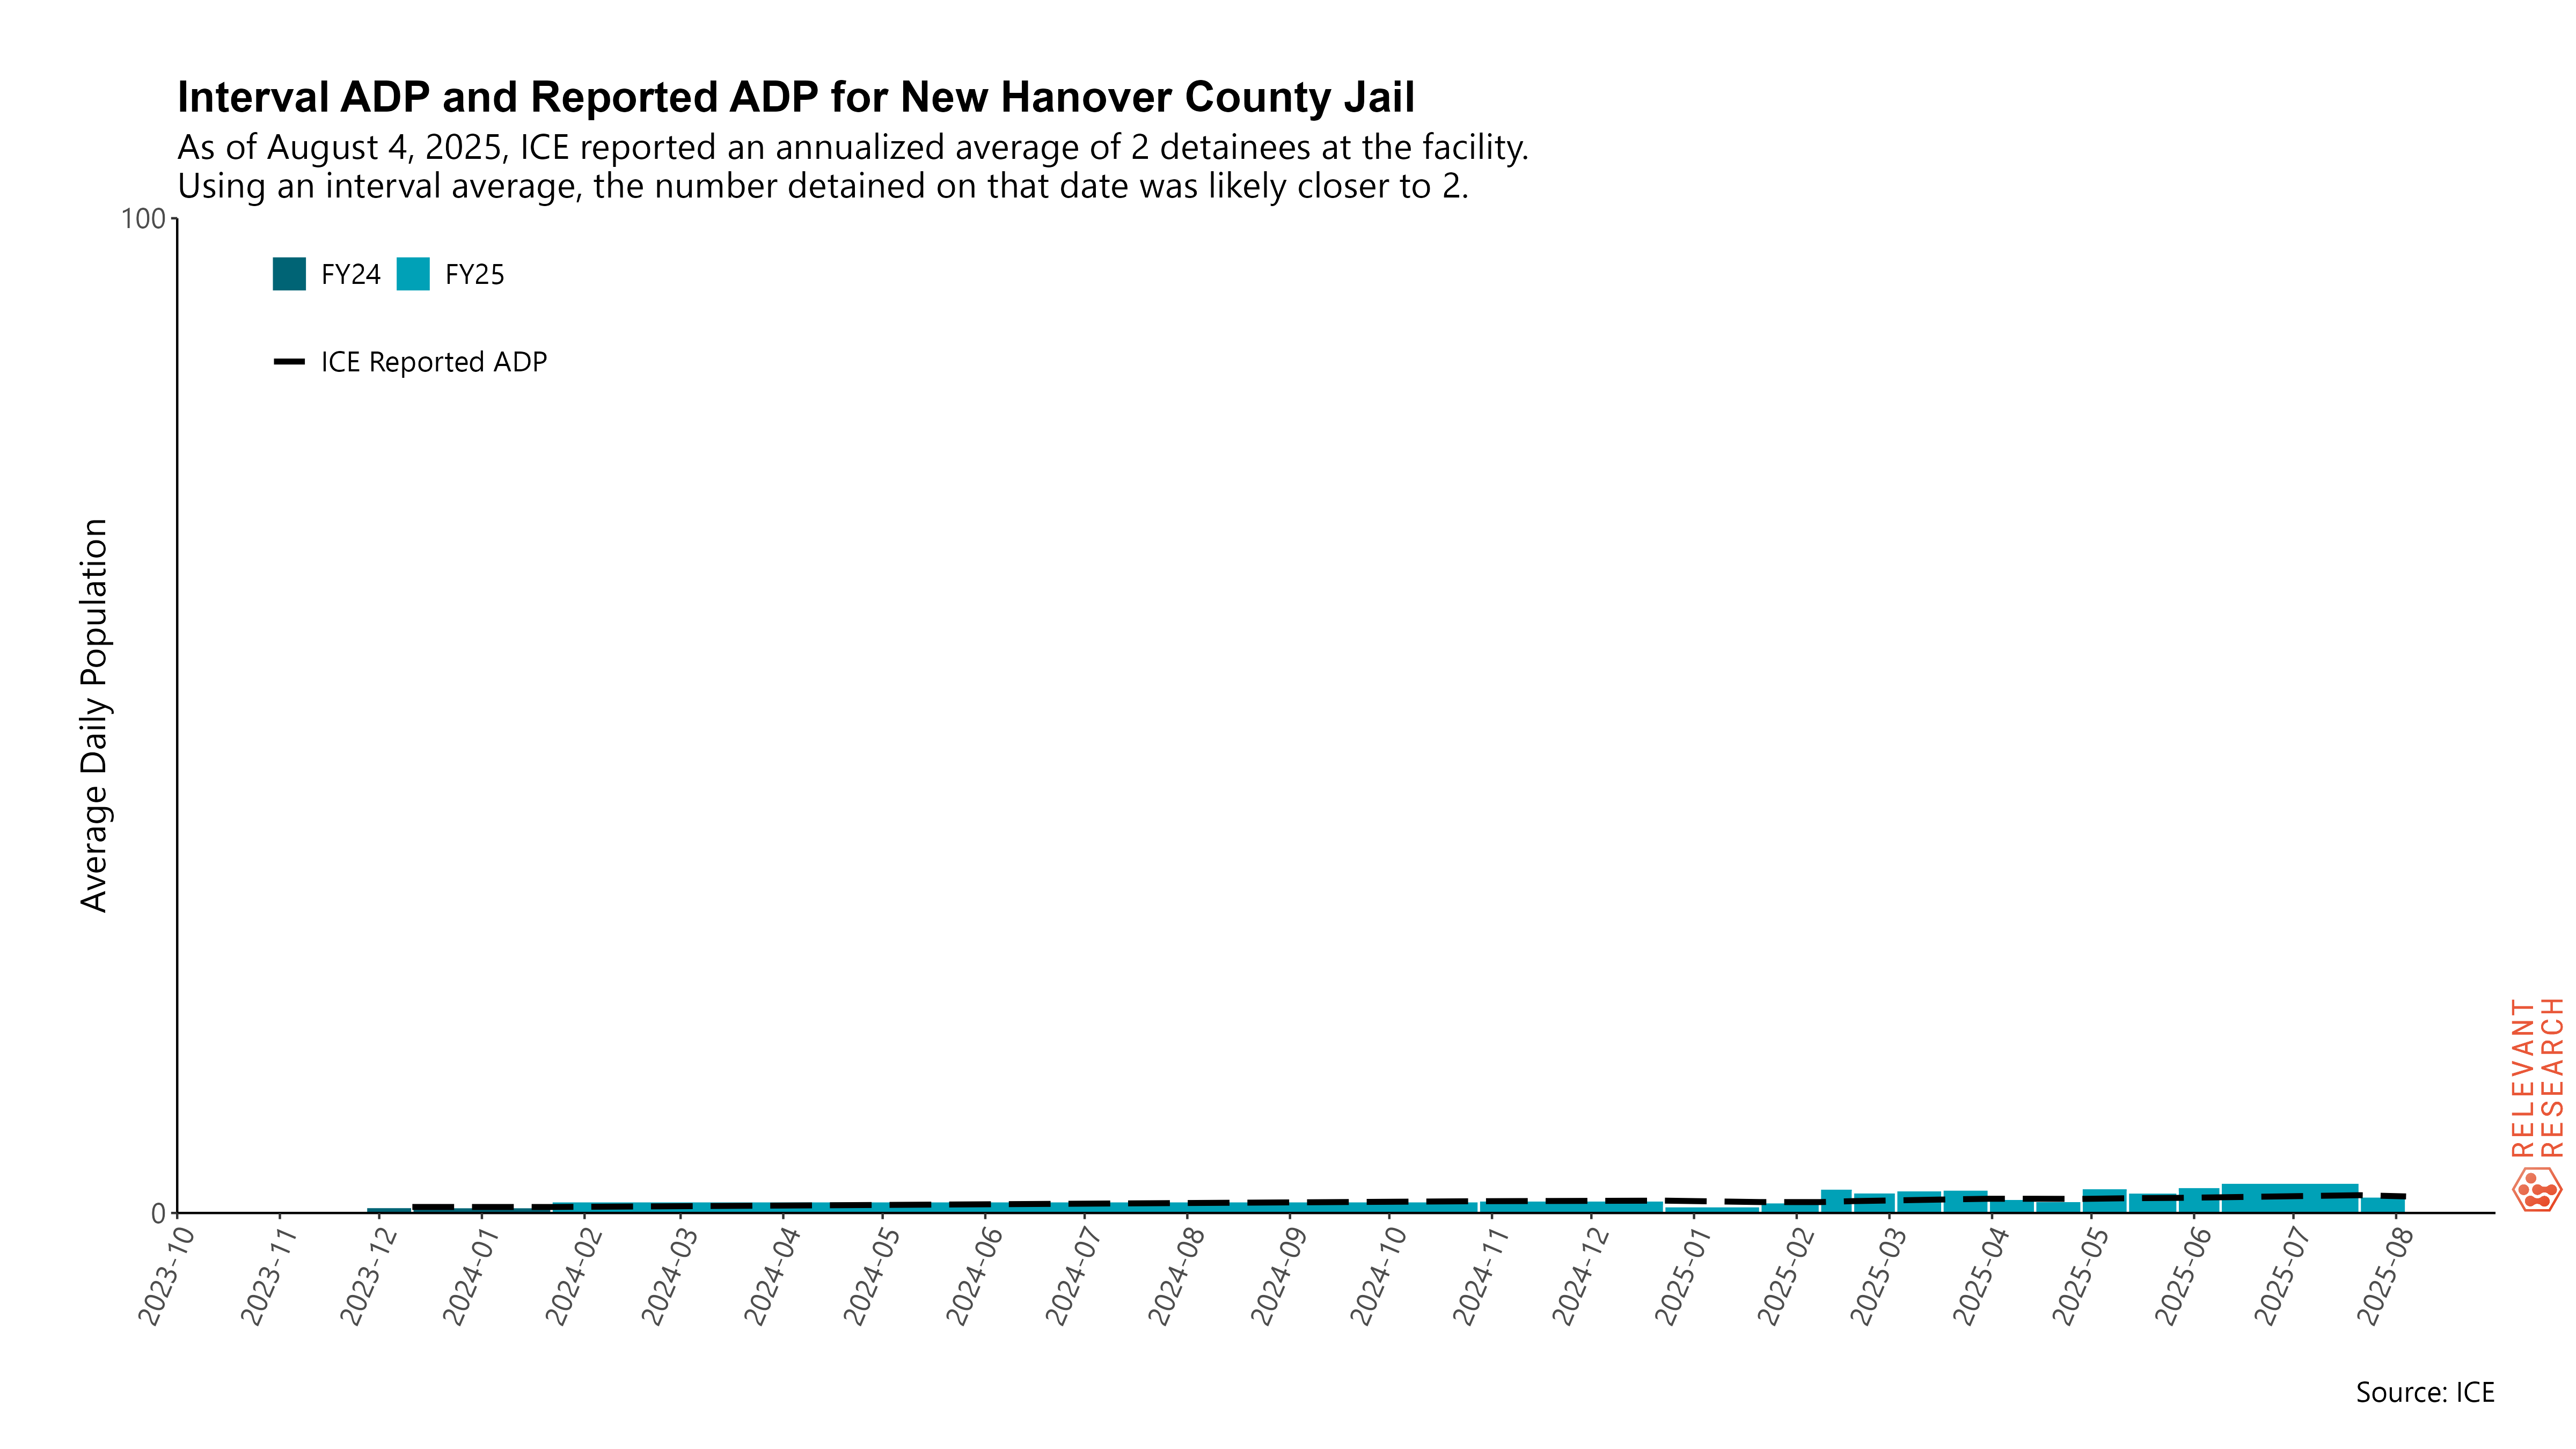 Interval ADP and Reported ADP for New Hanover County Jail
As of August 4, 2025, ICE reported an annualized average of 2 detainees at the facility.
Using an interval average, the number detained on that date was likely closer to 2.
100
FY24 FY25
ICE Reported ADP
Average Daily Population
0
2023-10
2023-11
2023-12
2024-01
2024-02
2024-03
2024-04
2024-05
2024-06
2024-07
2024-08
2024-09
2024-10
2024-11
2024-12
2025-01
2025-02
2025-03
2025-04
2025-05
2025-06
2025-07
2025-08
RELEVANT
RESEARCH
Source: ICE